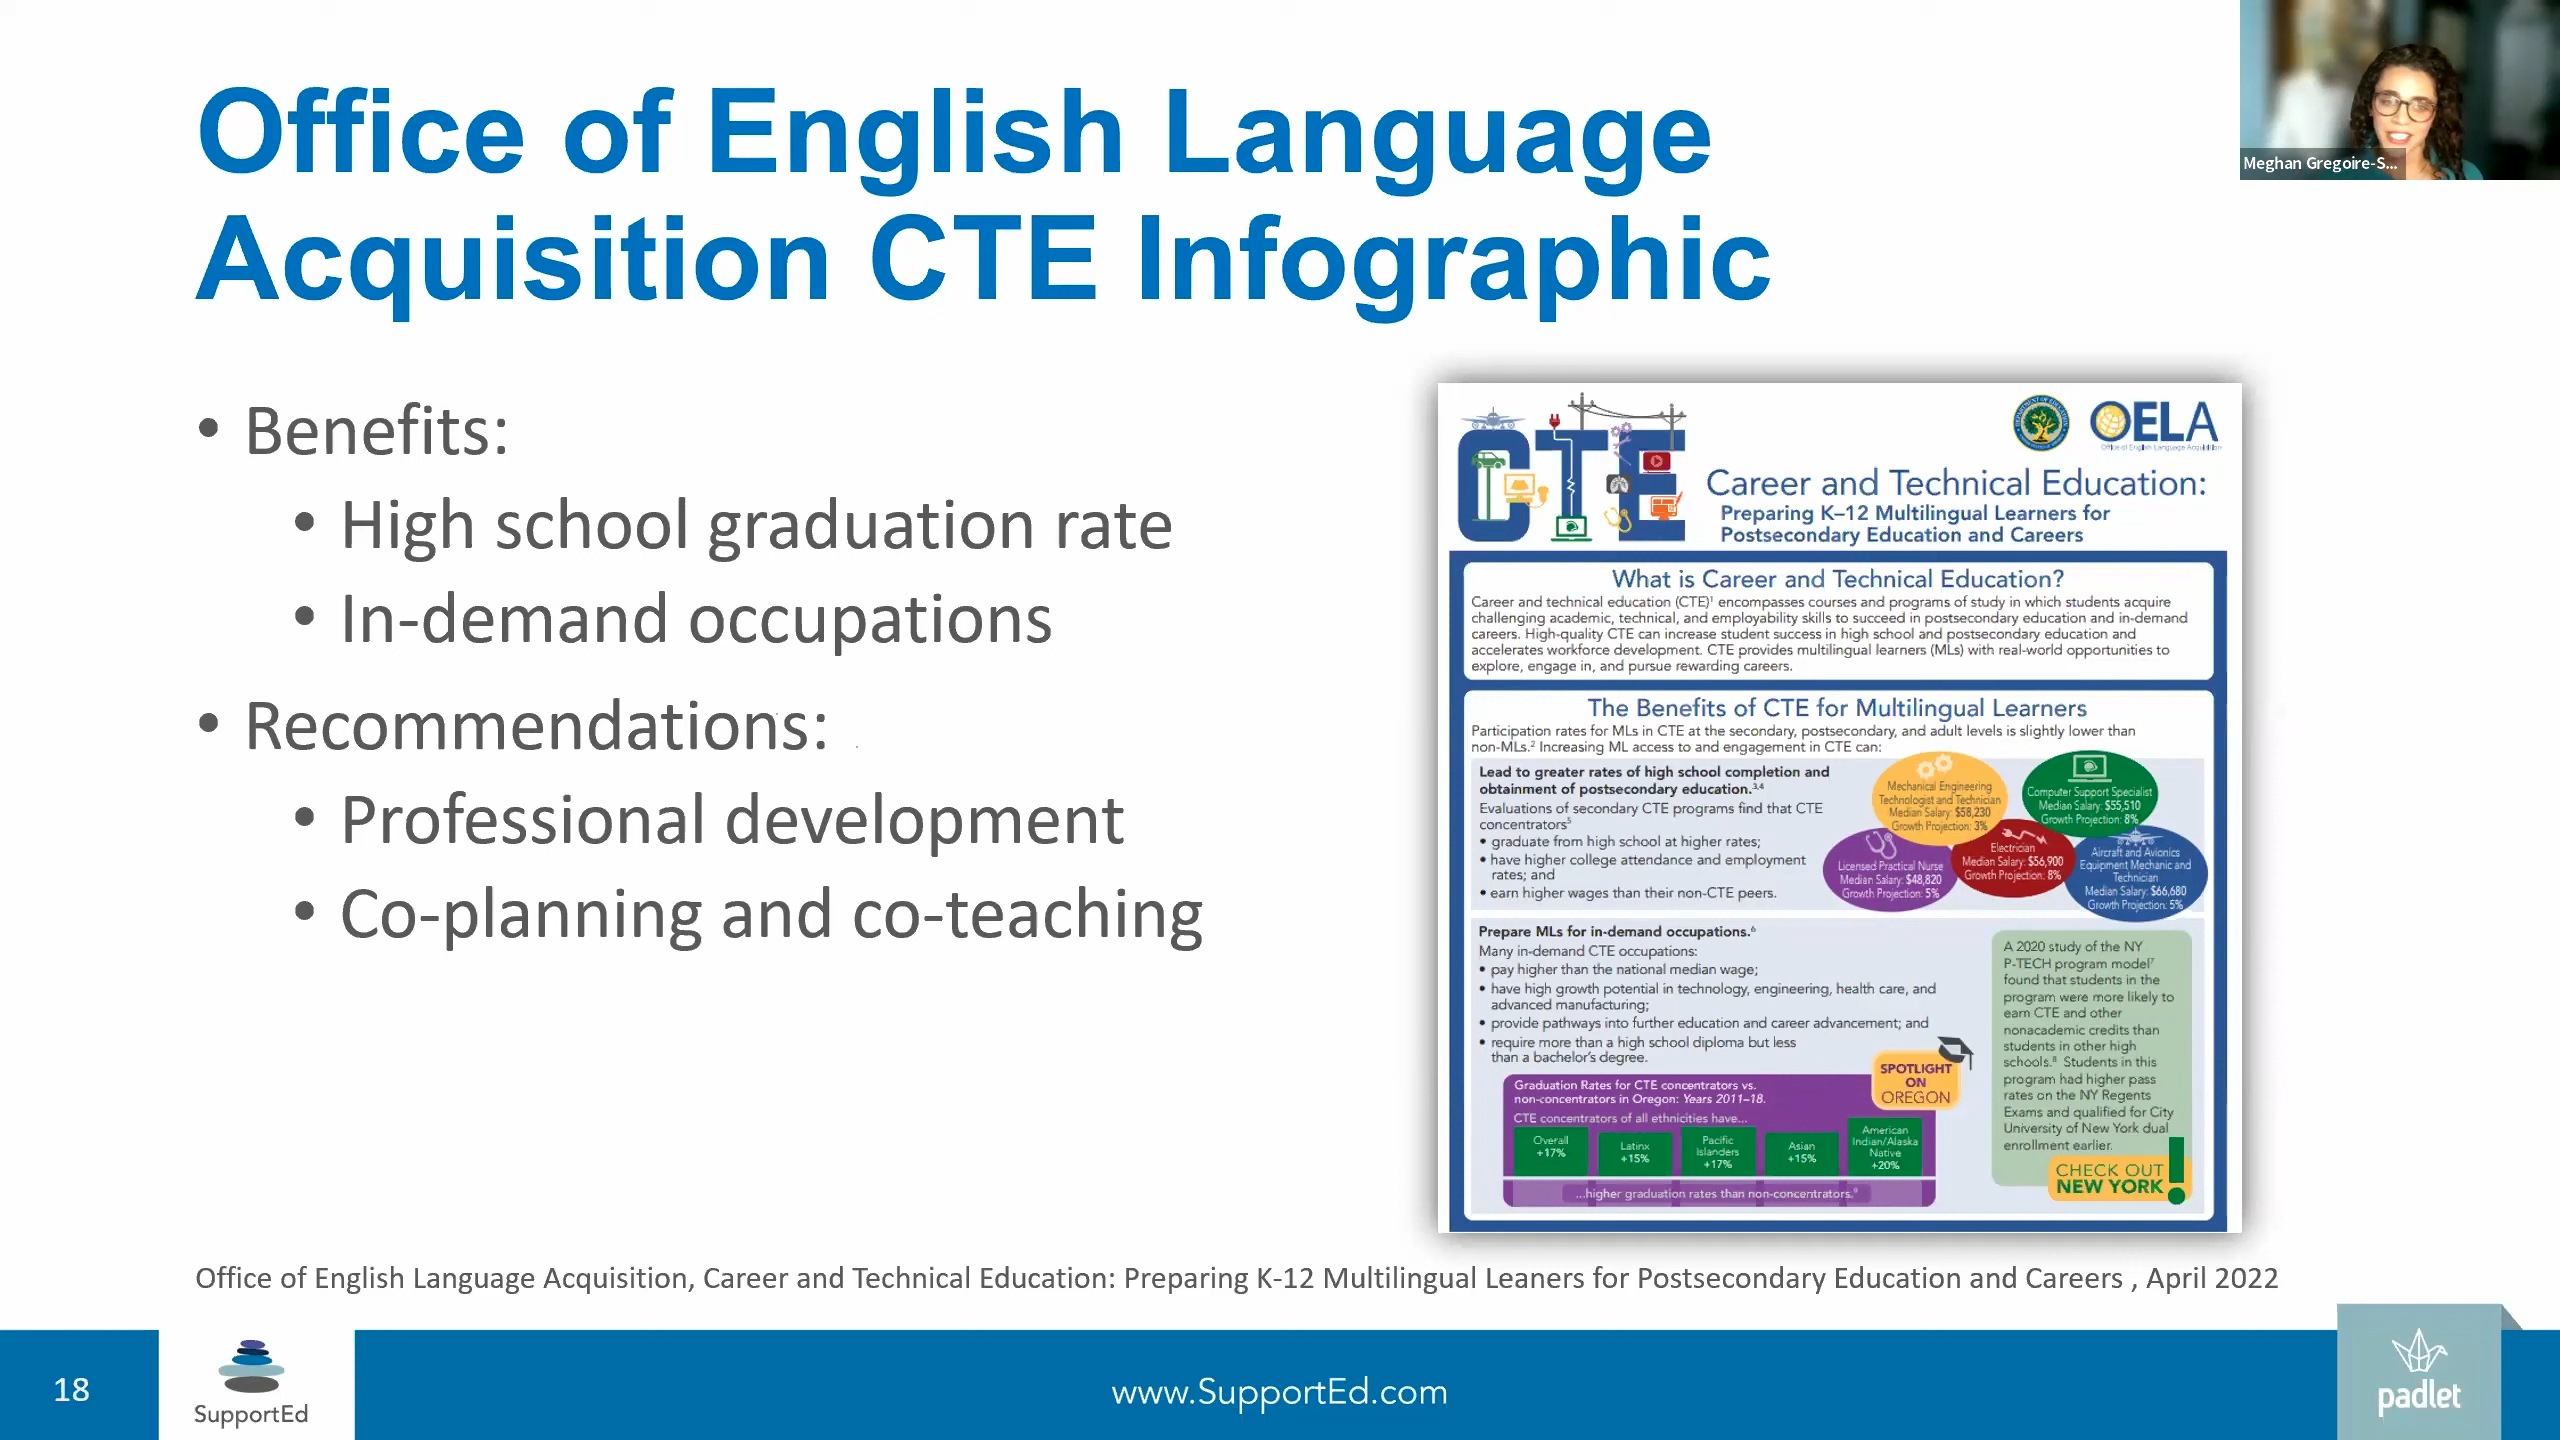 Office of English Language
Acquisition CTE Infographic
Meghan Gregoire-S...
• Benefits:
• High school graduation rate
• In-demand occupations
• Recommendations:
• Professional development
• Co-planning and co-teaching
CTE
OELA
Office of English Language Acquisition
Career and Technical Education:
Preparing K–12 Multilingual Learners for
Postsecondary Education and Careers
What is Career and Technical Education?
Career and technical education (CTE)¹ encompasses courses and programs of study in which students acquire
challenging academic, technical, and employability skills to succeed in postsecondary education and in-demand
careers. High-quality CTE can increase student success in high school and postsecondary education and
accelerates workforce development. CTE provides multilingual learners (MLs) with real-world opportunities to
explore, engage in, and pursue rewarding careers.
The Benefits of CTE for Multilingual Learners
Participation rates for MLs in CTE at the secondary, postsecondary, and adult levels is slightly lower than
non-MLs.² Increasing ML access to and engagement in CTE can:
Lead to greater rates of high school completion and
obtainment of postsecondary education.³,⁴
Evaluations of secondary CTE programs find that CTE
concentrators⁵
• graduate from high school at higher rates;
• have higher college attendance and employment
rates; and
• earn higher wages than their non-CTE peers.
Mechanical Engineering
Technologist and Technician
Median Salary: $58,230
Growth Projection: 3%
Computer Support Specialist
Median Salary: $55,510
Growth Projection: 8%
Licensed Practical Nurse
Median Salary: $48,820
Growth Projection: 5%
Electrician
Median Salary: $56,900
Growth Projection: 8%
Aircraft and Avionics
Equipment Mechanic and
Technician
Median Salary: $66,680
Growth Projection: 5%
Prepare MLs for in-demand occupations.⁶
Many in-demand CTE occupations:
• pay higher than the national median wage;
• have high growth potential in technology, engineering, health care, and
advanced manufacturing;
• provide pathways into further education and career advancement; and
• require more than a high school diploma but less
than a bachelor's degree.
SPOTLIGHT
ON
OREGON
Graduation Rates for CTE concentrators vs.
non-concentrators in Oregon: Years 2011–18.
CTE concentrators of all ethnicities have...
Overall
+17%
Latinx
+15%
Pacific
Islanders
+17%
Asian
+15%
American
Indian/Alaska
Native
+20%
...higher graduation rates than non-concentrators.⁹
A 2020 study of the NY
P-TECH program model⁷
found that students in the
program were more likely to
earn CTE and other
nonacademic credits than
students in other high
schools.⁸ Students in this
program had higher pass
rates on the NY Regents
Exams and qualified for City
University of New York dual
enrollment earlier.
CHECK OUT
NEW YORK!
Office of English Language Acquisition, Career and Technical Education: Preparing K-12 Multilingual Leaners for Postsecondary Education and Careers , April 2022
18
SupportEd
www.SupportEd.com
padlet